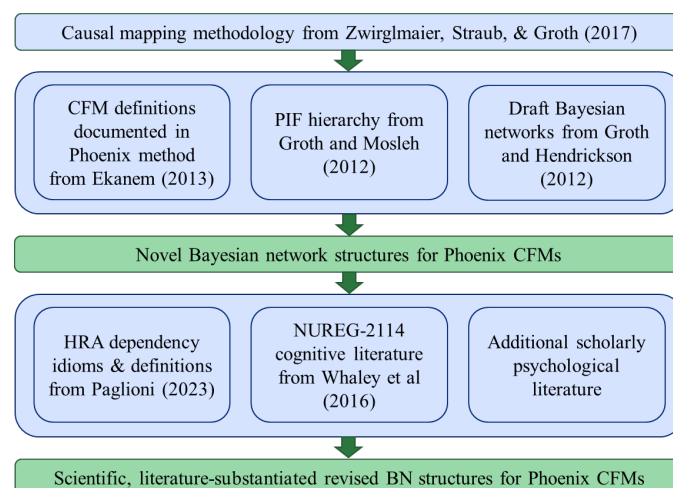 Causal mapping methodology from Zwirglmaier, Straub, & Groth (2017)
CFM definitions
documented in
Phoenix method
from Ekanem (2013)
PIF hierarchy from
Groth and Mosleh
(2012)
Draft Bayesian
networks from Groth
and Hendrickson
(2012)
Novel Bayesian network structures for Phoenix CFMs
HRA dependency
idioms & definitions
from Paglioni (2023)
NUREG-2114
cognitive literature
from Whaley et al
(2016)
Additional scholarly
psychological
literature
Scientific, literature-substantiated revised BN structures for Phoenix CFMs